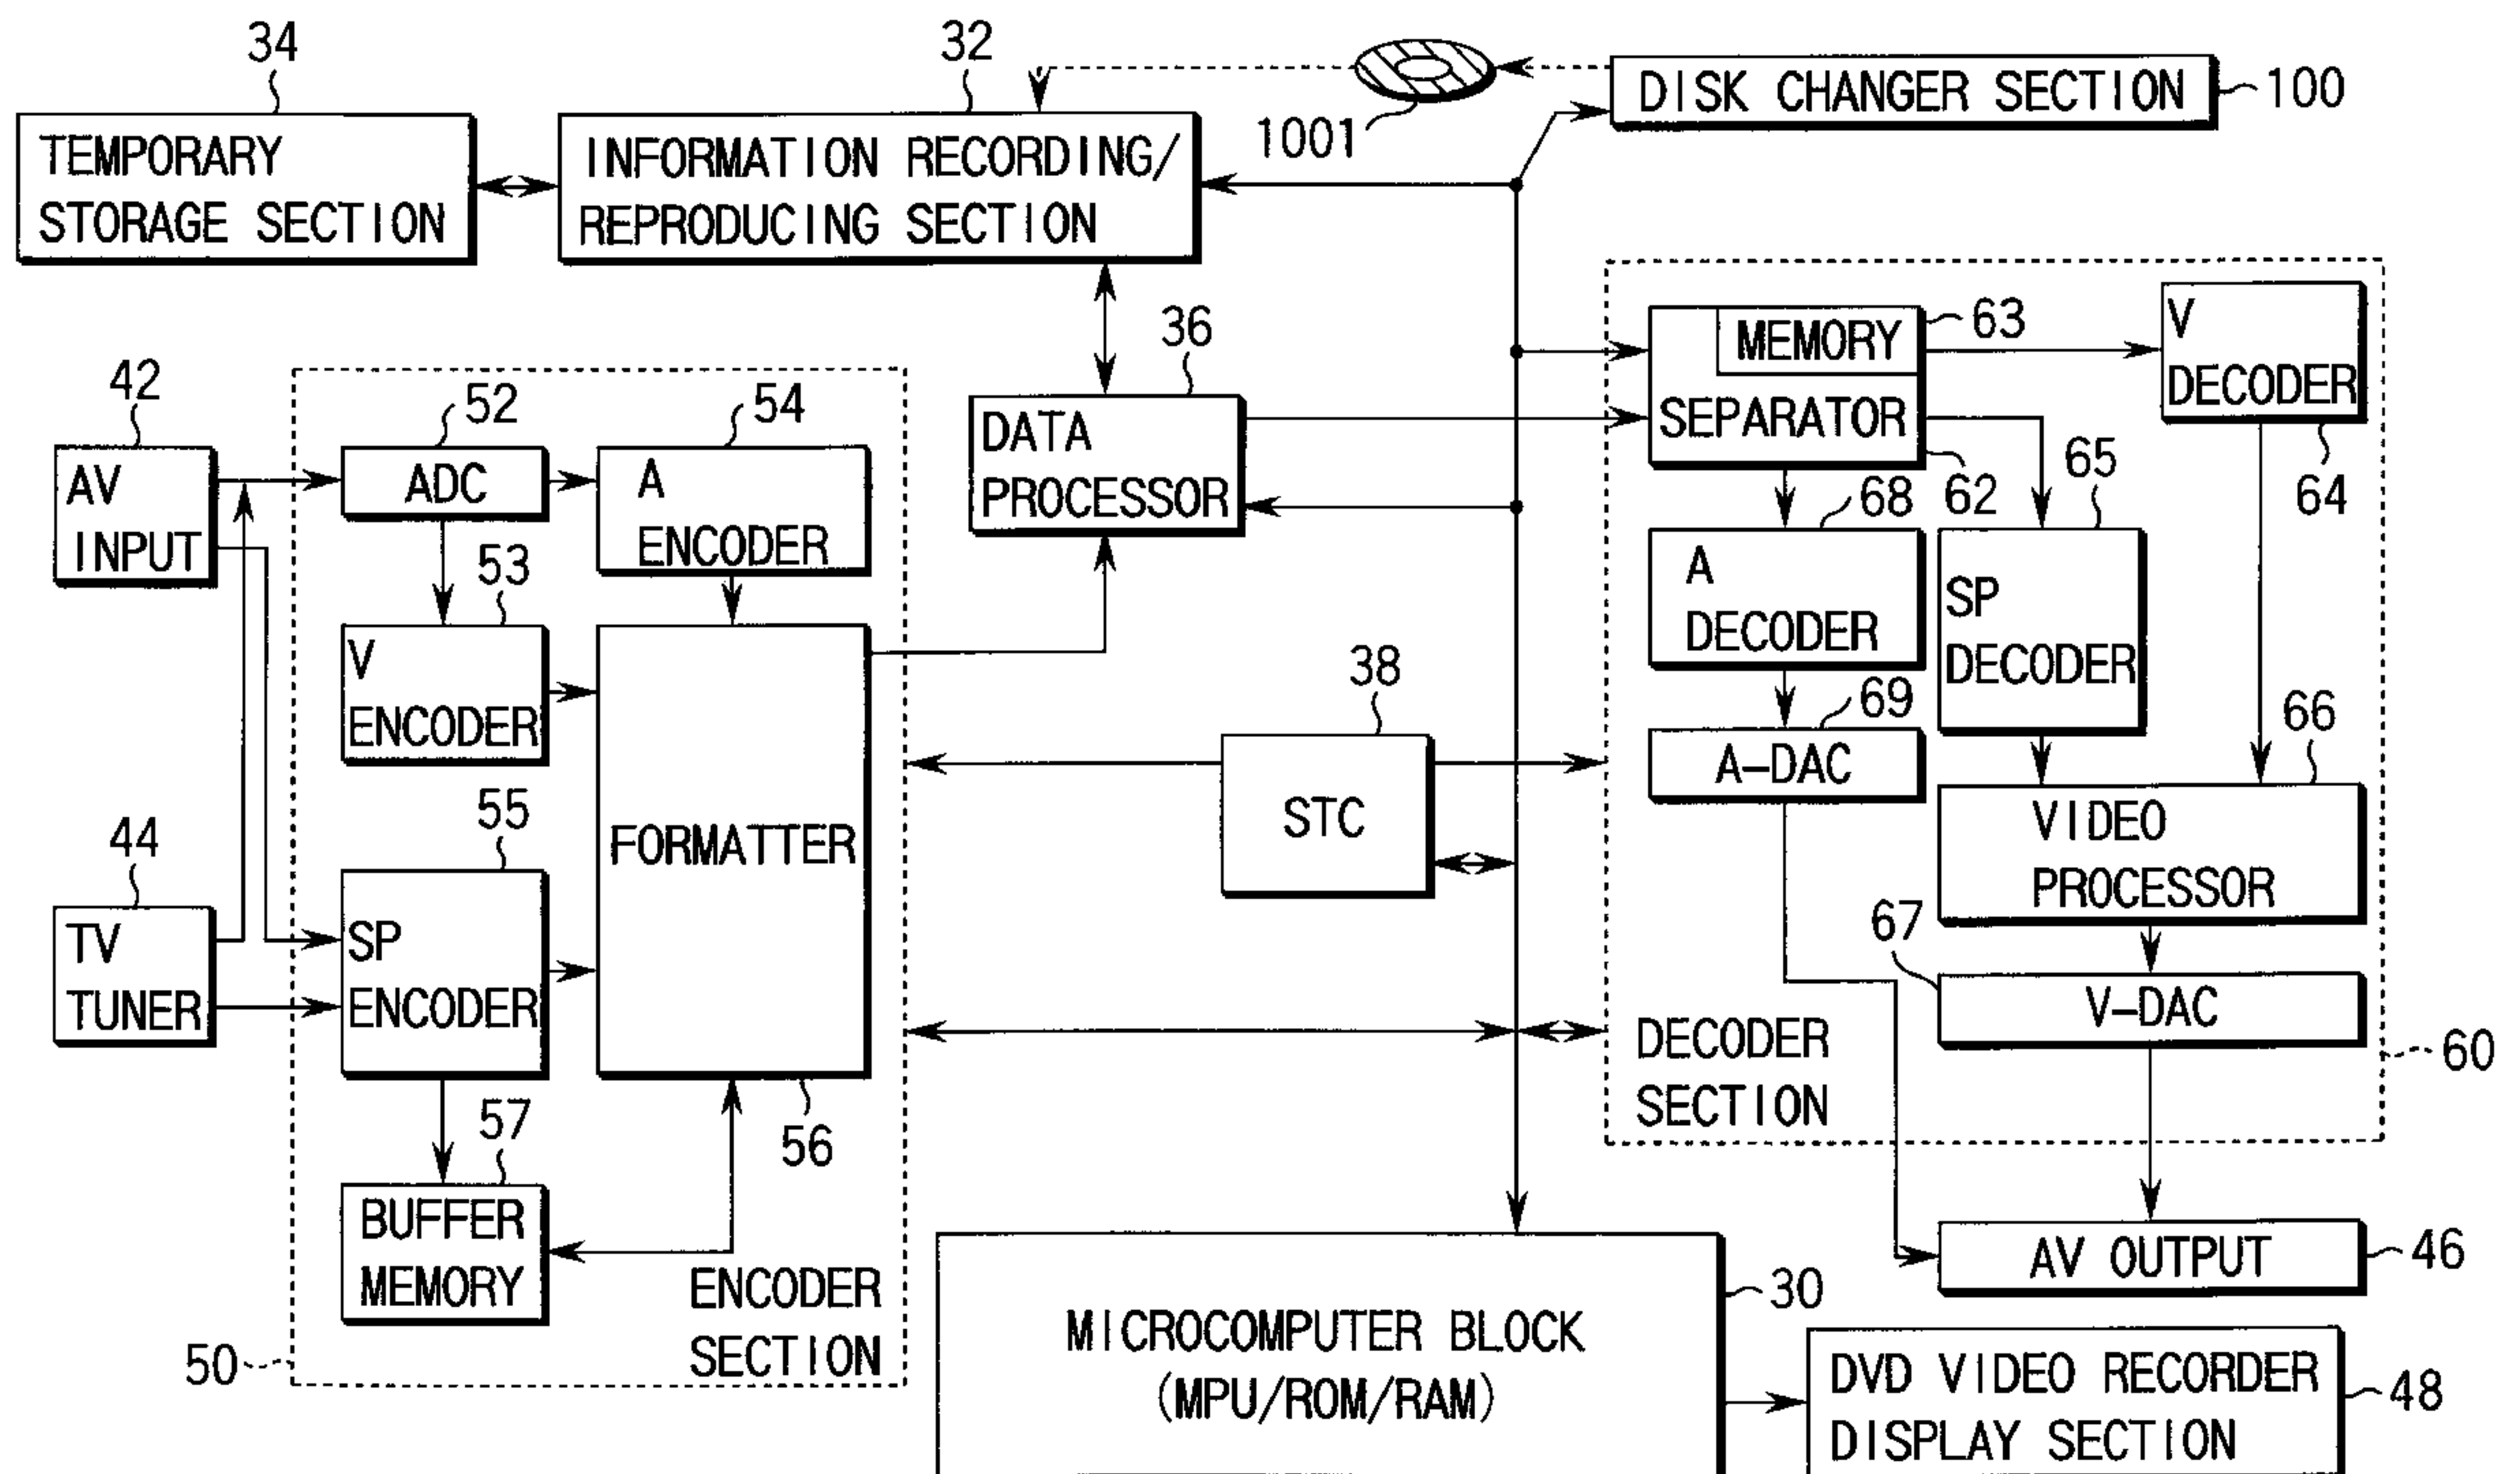 34
32
DISK CHANGER SECTION
100
1001
TEMPORARY
STORAGE SECTION
INFORMATION RECORDING/
REPRODUCING SECTION
36
42
52
54
AV
INPUT
ADC
A
ENCODER
DATA
PROCESSOR
MEMORY
63
SEPARATOR
62
V
DECODER
64
65
68
53
V
ENCODER
A
DECODER
SP
DECODER
38
69
66
STC
A-DAC
VIDEO
PROCESSOR
55
FORMATTER
44
TV
TUNER
SP
ENCODER
67
V-DAC
DECODER
SECTION
60
57
56
BUFFER
MEMORY
ENCODER
SECTION
50
AV OUTPUT
46
30
MICROCOMPUTER BLOCK
(MPU/ROM/RAM)
DVD VIDEO RECORDER
DISPLAY SECTION
48